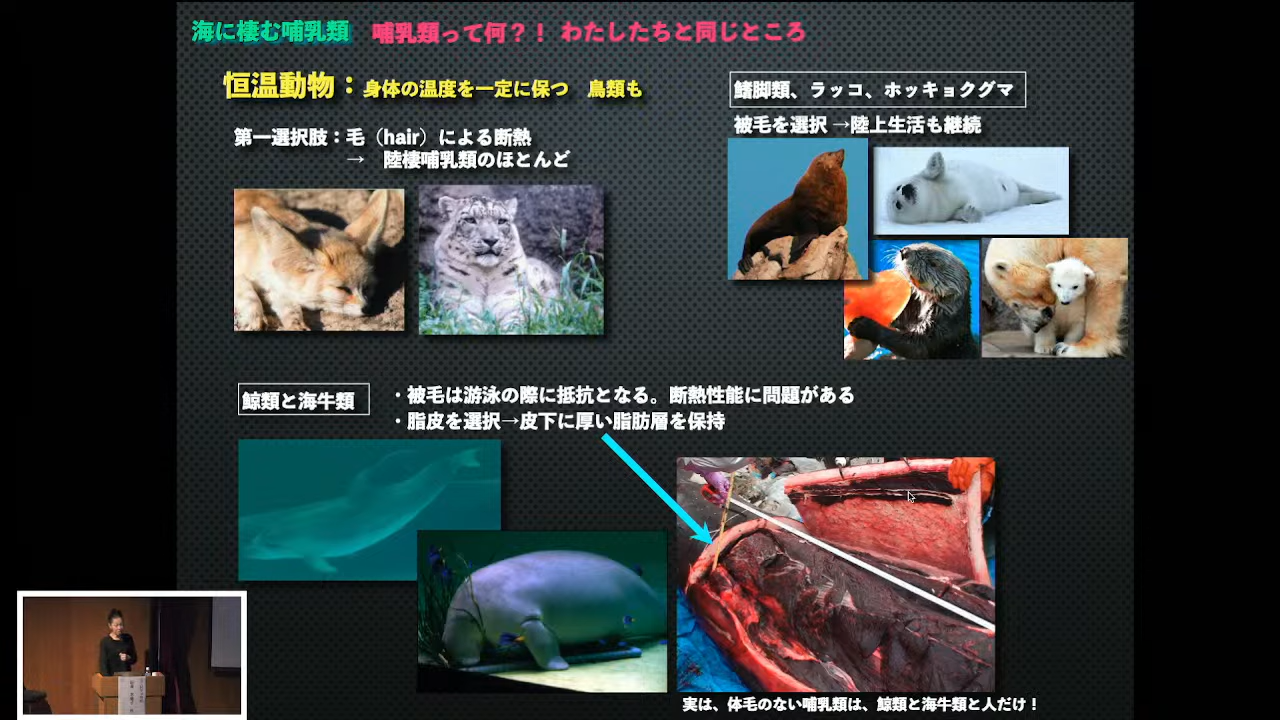 海に棲む哺乳類 哺乳類って何？！ わたしたちと同じところ
恒温動物：身体の温度を一定に保つ 鳥類も
第一選択肢：毛（hair）による断熱
→ 陸棲哺乳類のほとんど
鰭脚類、ラッコ、ホッキョクグマ
被毛を選択 →陸上生活も継続
鯨類と海牛類
・被毛は游泳の際に抵抗となる。断熱性能に問題がある
・脂皮を選択→皮下に厚い脂肪層を保持
実は、体毛のない哺乳類は、鯨類と海牛類と人だけ！